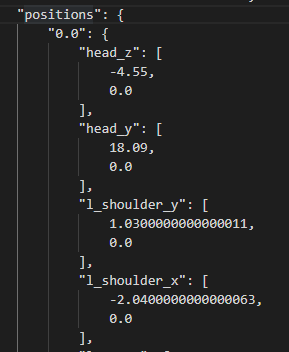 "positions": {
"0.0": {
"head_z": [
-4.55,
0.0
],
"head_y": [
18.09,
0.0
],
"l_shoulder_y": [
1.0300000000000011,
0.0
],
"l_shoulder_x": [
-2.0400000000000063,
0.0
],